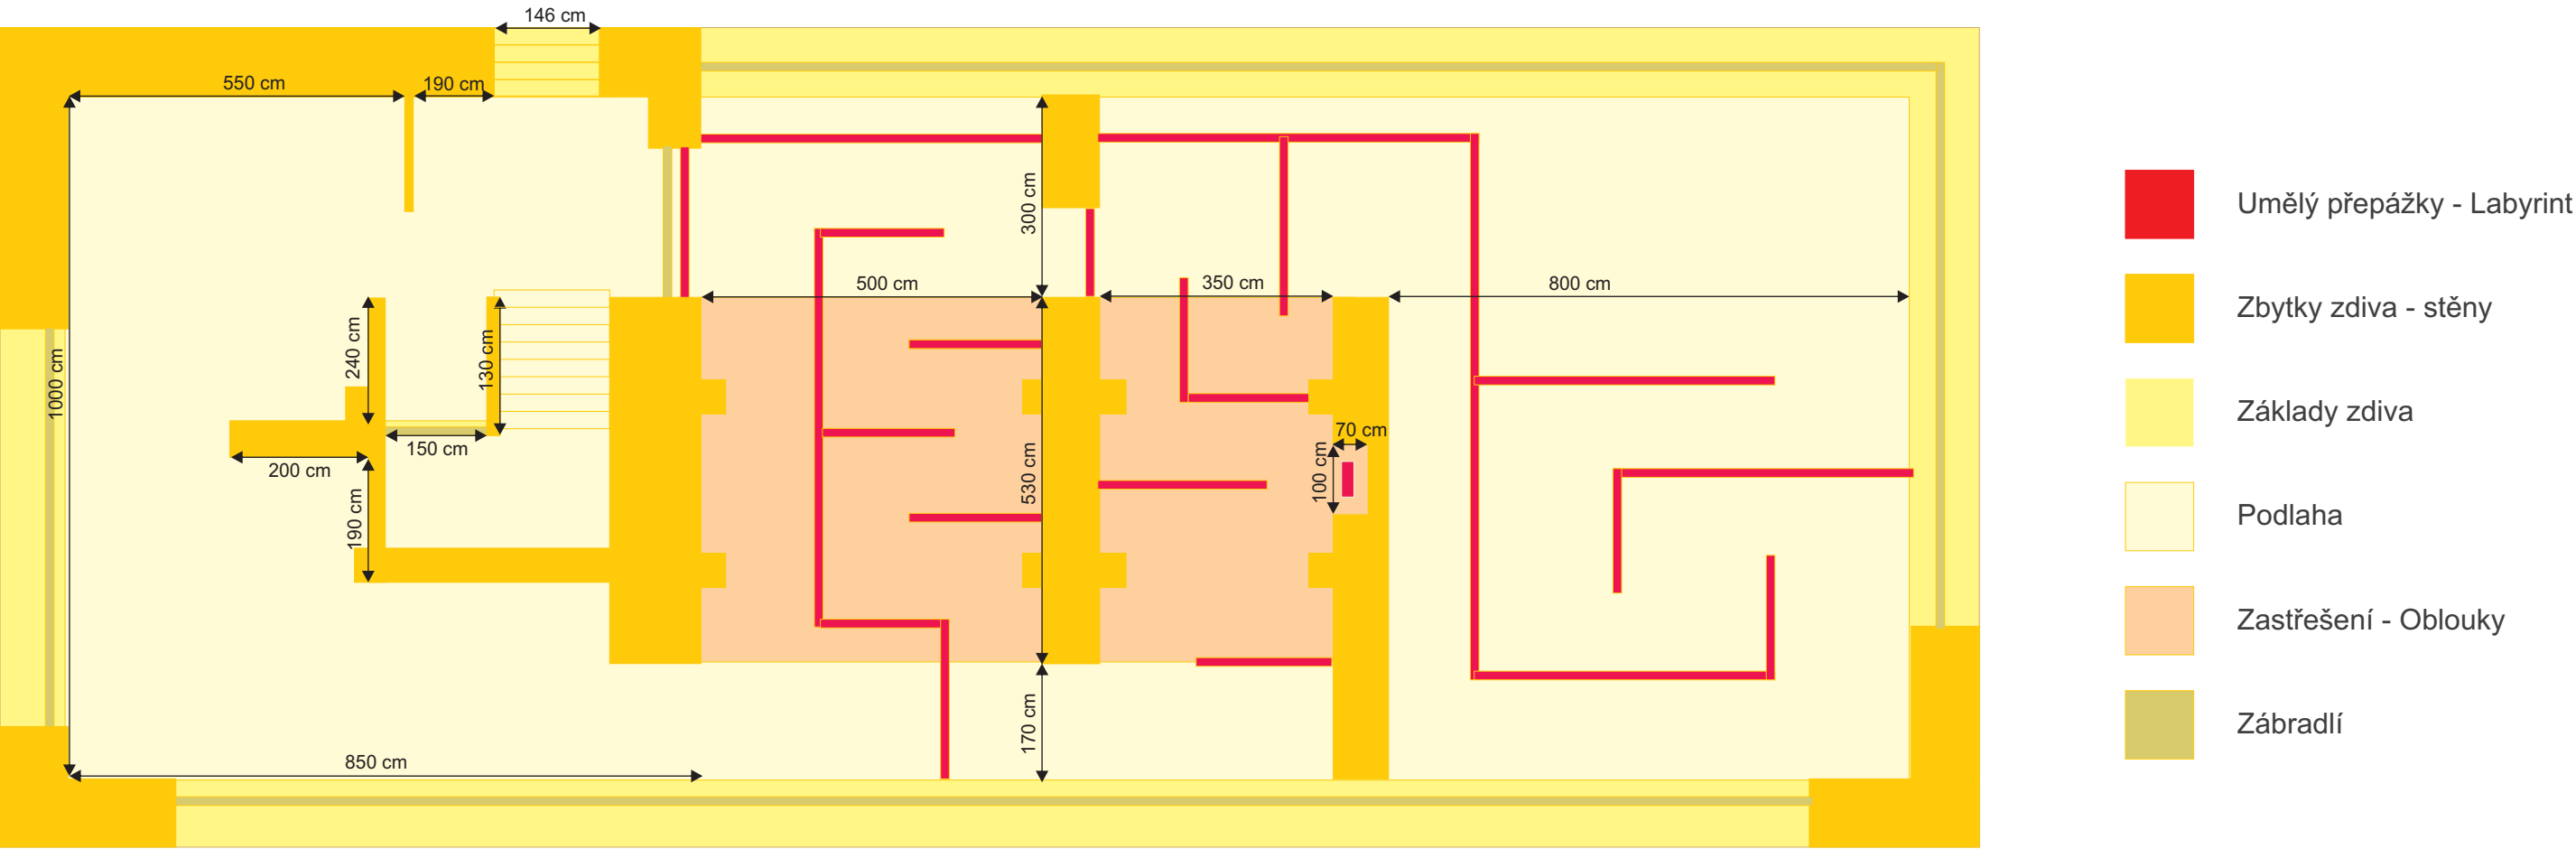 146 cm
550 cm
190 cm
300 cm
500 cm
350 cm
800 cm
240 cm
130 cm
1000 cm
150 cm
200 cm
190 cm
530 cm
70 cm
100 cm
170 cm
850 cm
Umělý přepážky - Labyrint
Zbytky zdiva - stěny
Základy zdiva
Podlaha
Zastřešení - Oblouky
Zábradlí